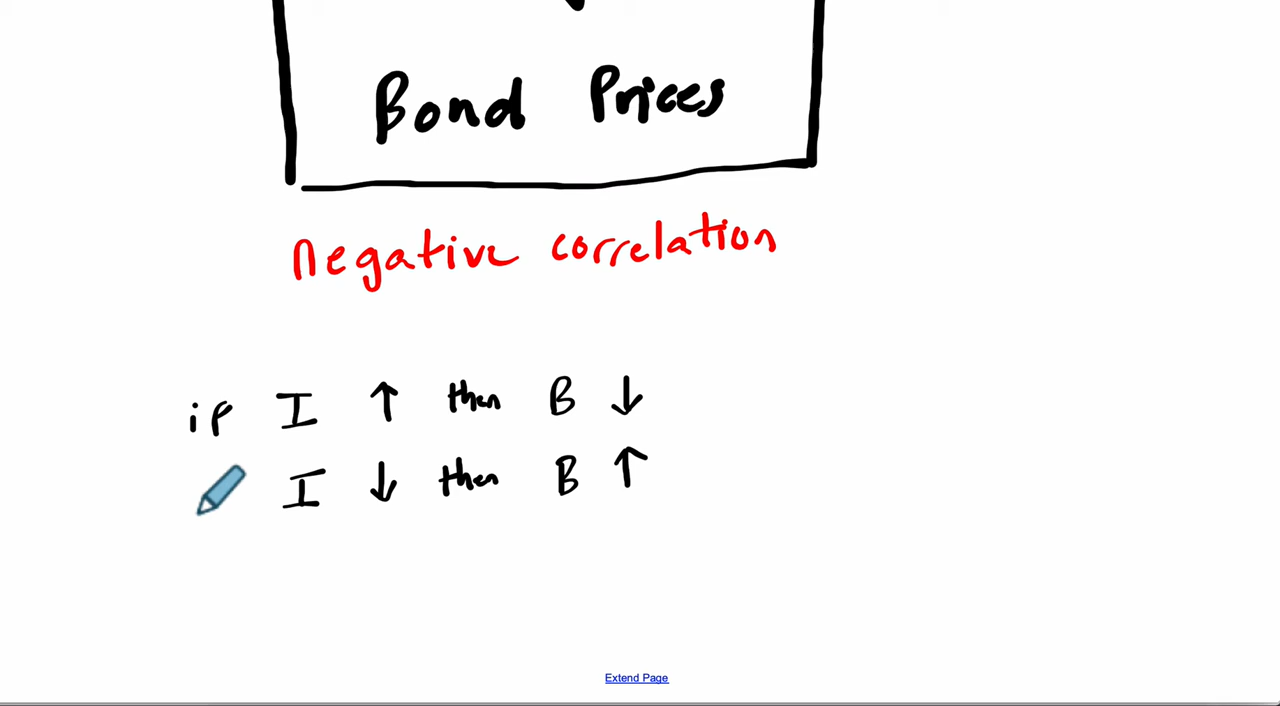 Bond Prices
negative correlation
if I ↑ then B ↓
I ↓ then B ↑
Extend Page